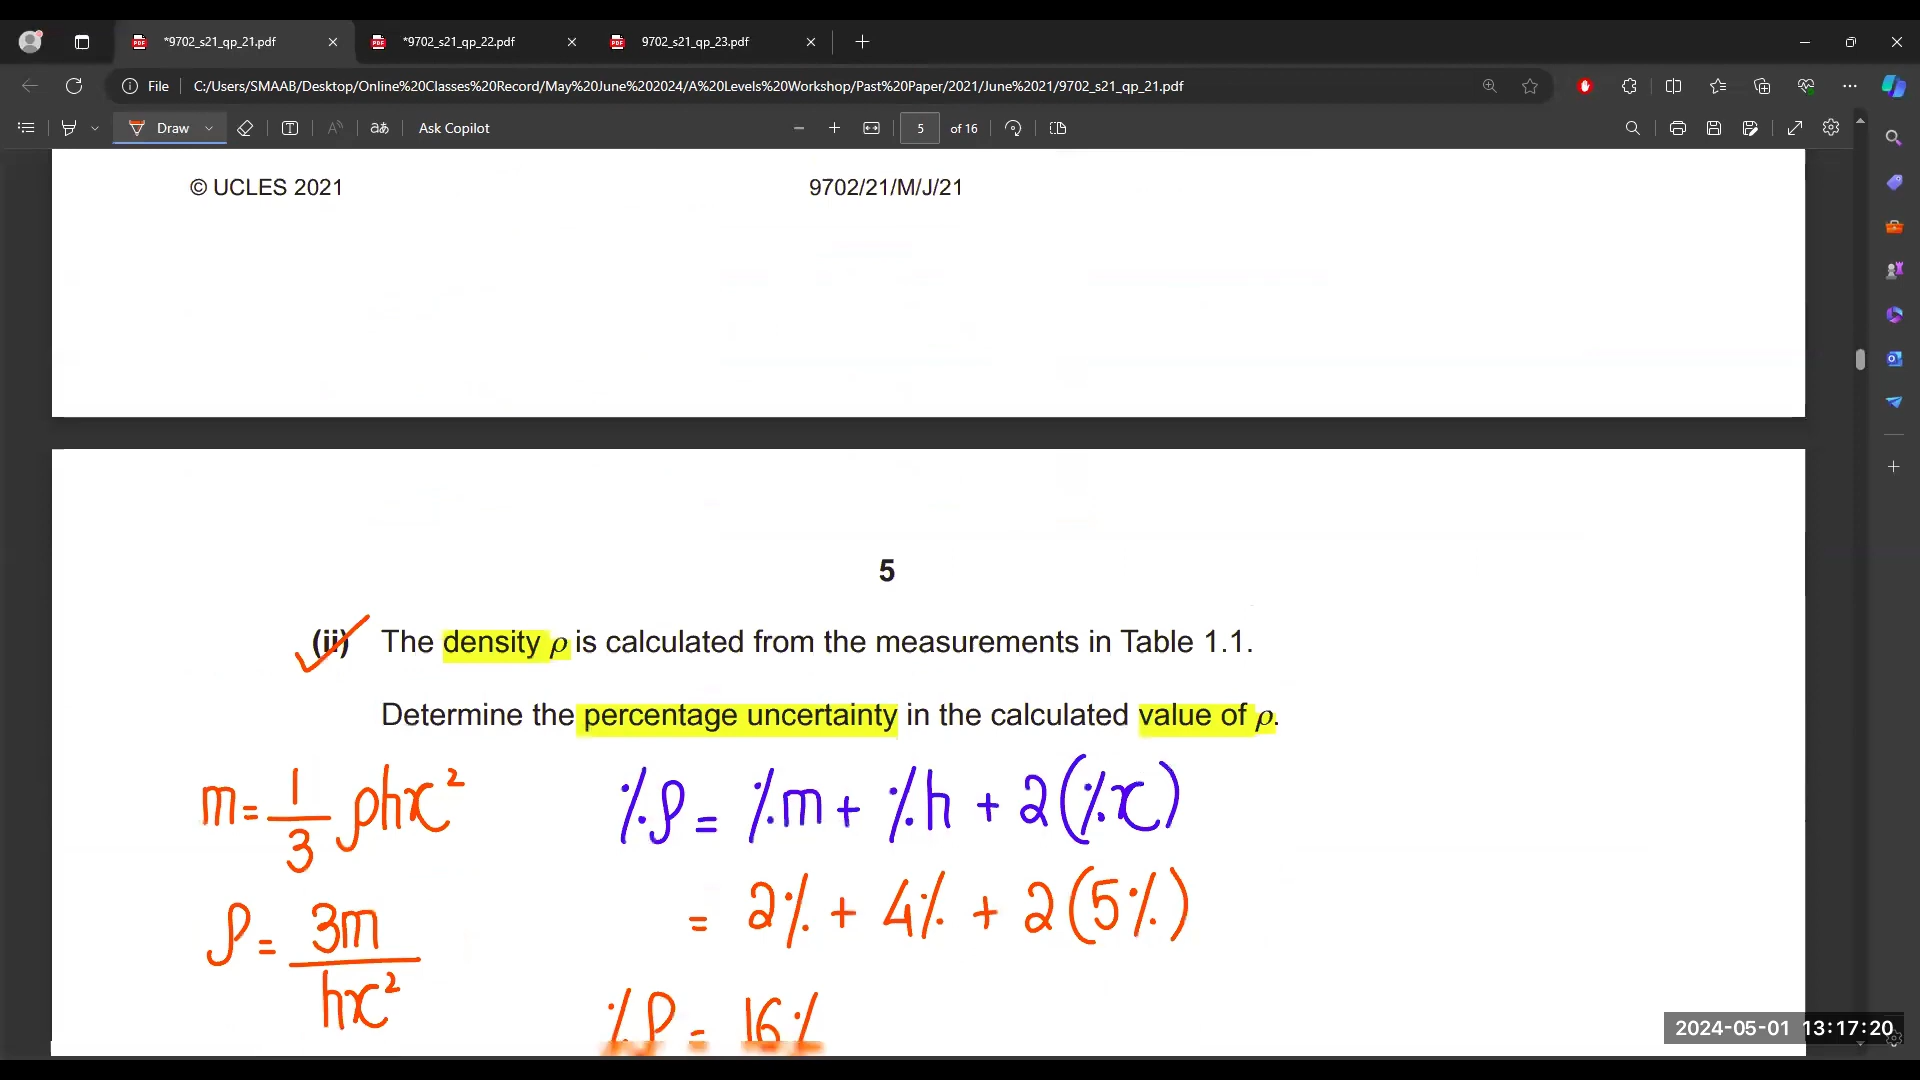 *9702_s21_qp_21.pdf
*9702_s21_qp_22.pdf
9702_s21_qp_23.pdf
File
C:/Users/SMAAB/Desktop/Online%20Classes%20Record/May%20June%202024/A%20Levels%20Workshop/Past%20Paper/2021/June%2021/9702_s21_qp_21.pdf
Draw
Ask Copilot
5 of 16
© UCLES 2021
9702/21/M/J/21
5
(ii) The density ρ is calculated from the measurements in Table 1.1.
Determine the percentage uncertainty in the calculated value of ρ.
m = 1/3 ρhx²
%ρ = %m + %h + 2(%x)
= 2% + 4% + 2(5%)
ρ = 3m/hx²
%ρ = 16%
2024-05-01 13:17:20